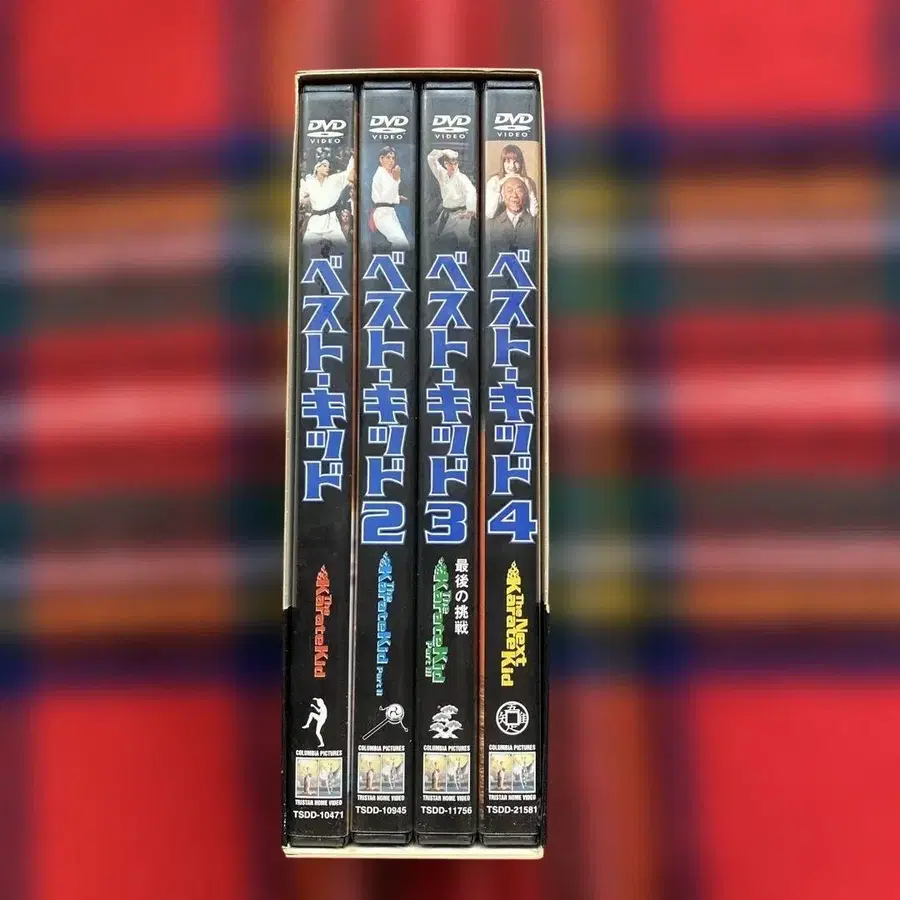 DVD
VIDEO
ベスト・キッド
The
Karate Kid
COLUMBIA PICTURES
TRISTAR HOME VIDEO
TSDD-10471
DVD
VIDEO
ベスト・キッド2
The
Karate Kid
Part II
COLUMBIA PICTURES
TRISTAR HOME VIDEO
TSDD-10945
DVD
VIDEO
ベスト・キッド3
最後の挑戦
The
Karate Kid
Part III
COLUMBIA PICTURES
TRISTAR HOME VIDEO
TSDD-11756
DVD
VIDEO
ベスト・キッド4
The Next
Karate Kid
COLUMBIA PICTURES
TRISTAR HOME VIDEO
TSDD-21581